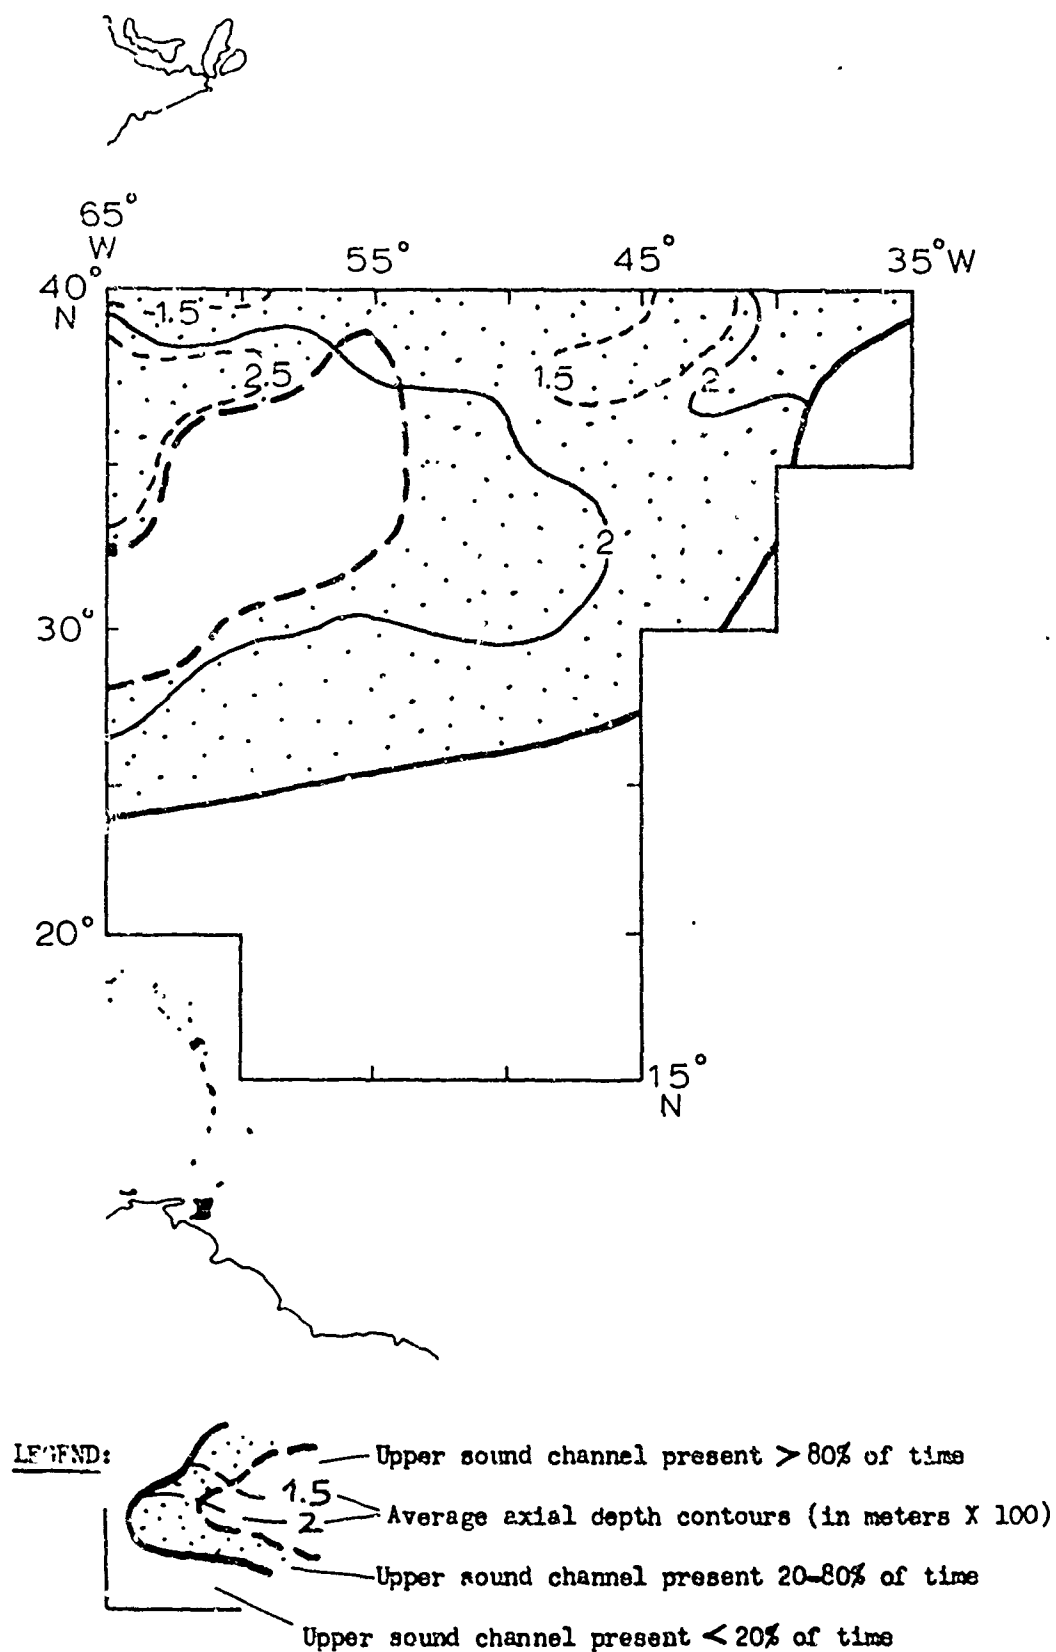 65°
W
55°
45°
35°W
40°
N
1.5
2.5
1.5
2
2
30°
20°
15°
N
LEGEND:
Upper sound channel present > 80% of time
1.5
2
Average axial depth contours (in meters X 100)
Upper sound channel present 20-80% of time
Upper sound channel present < 20% of time